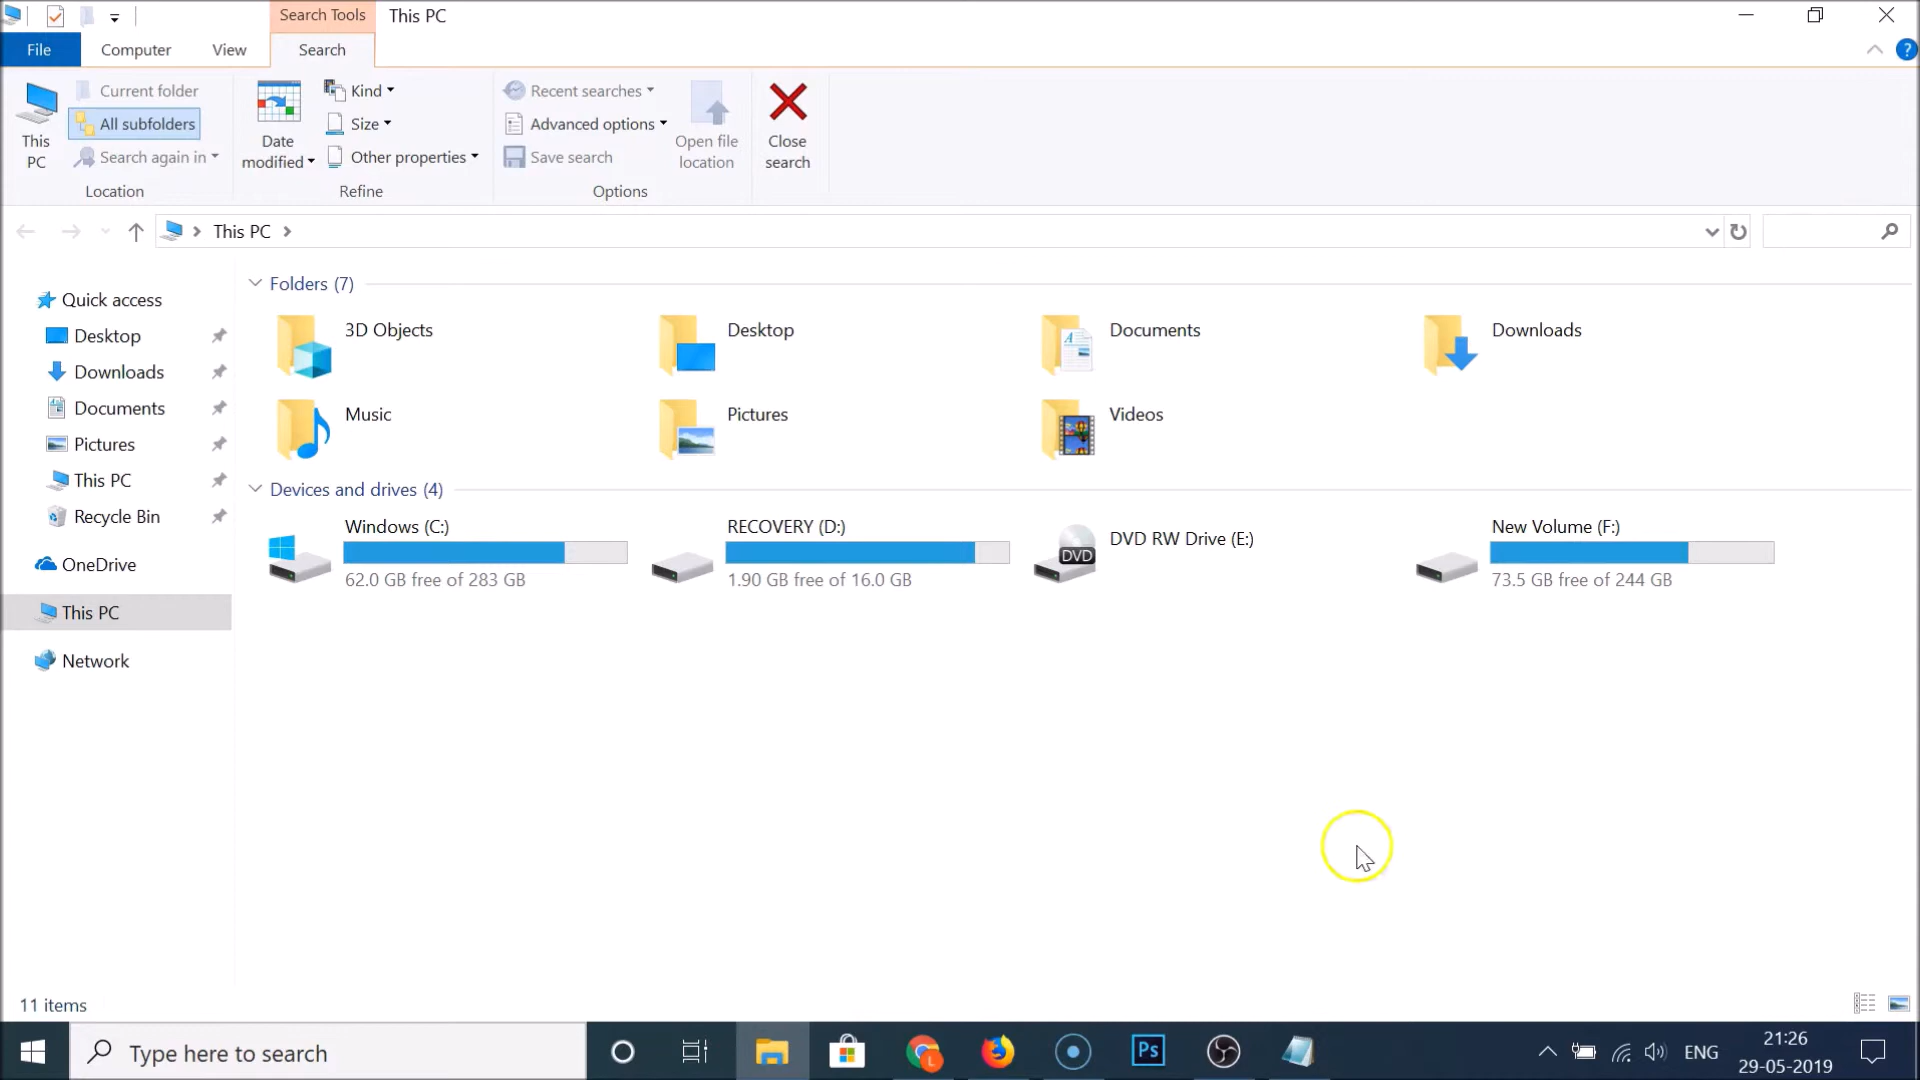 Search Tools
This PC
File
Computer
View
Search
This PC
Current folder
All subfolders
Search again in
Location
Date modified
Kind
Size
Other properties
Refine
Recent searches
Advanced options
Save search
Open file location
Options
Close search
?
This PC
Quick access
Desktop
Downloads
Documents
Pictures
This PC
Recycle Bin
OneDrive
This PC
Network
Folders (7)
3D Objects
Desktop
Documents
Downloads
Music
Pictures
Videos
Devices and drives (4)
Windows (C:)
62.0 GB free of 283 GB
RECOVERY (D:)
1.90 GB free of 16.0 GB
DVD
DVD RW Drive (E:)
New Volume (F:)
73.5 GB free of 244 GB
11 items
Type here to search
L
Ps
ENG
21:26
29-05-2019